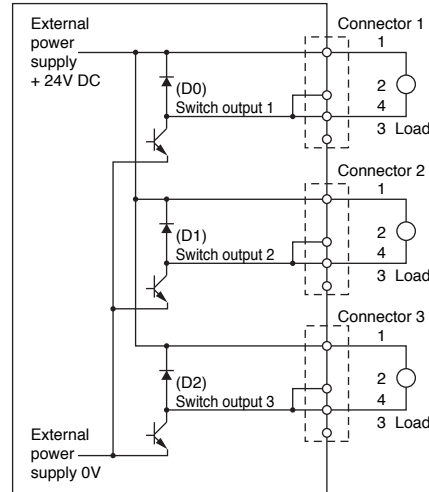 External
power
supply
+ 24V DC
Connector 1
1
(D0)
Switch output 1
2
4
3 Load
Connector 2
1
(D1)
Switch output 2
2
4
3 Load
Connector 3
1
(D2)
Switch output 3
2
4
3 Load
External
power
supply 0V